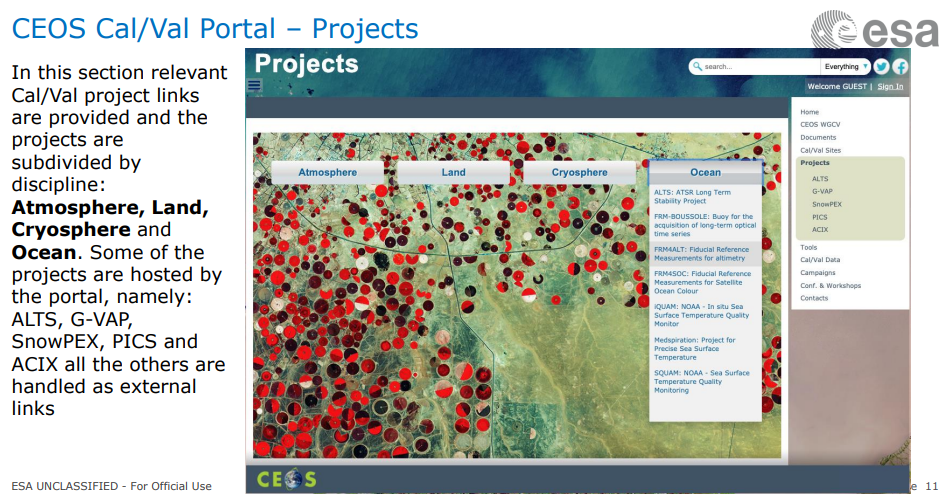 CEOS Cal/Val Portal – Projects
esa
In this section relevant
Cal/Val project links
are provided and the
projects are
subdivided by
discipline:
Atmosphere, Land,
Cryosphere and
Ocean. Some of the
projects are hosted by
the portal, namely:
ALTS, G-VAP,
SnowPEX, PICS and
ACIX all the others are
handled as external
links
Projects
search...
Everything
Welcome GUEST | Sign In
Atmosphere
Land
Cryosphere
Ocean
ALTS: ATSR Long Term
Stability Project
FRM-BOUSSOLE: Buoy for the
acquisition of long-term optical
time series
FRM4ALT: Fiducial Reference
Measurements for altimetry
FRM4SOC: Fiducial Reference
Measurements for Satellite
Ocean Colour
iQUAM: NOAA - In situ Sea
Surface Temperature Quality
Monitor
Medspiration: Project for
Precise Sea Surface
Temperature
SQUAM: NOAA - Sea Surface
Temperature Quality
Monitoring
Home
CEOS WGCV
Documents
Cal/Val Sites
Projects
ALTS
G-VAP
SnowPEX
PICS
ACIX
Tools
Cal/Val Data
Campaigns
Conf. & Workshops
Contacts
CEOS
ESA UNCLASSIFIED - For Official Use
e 11